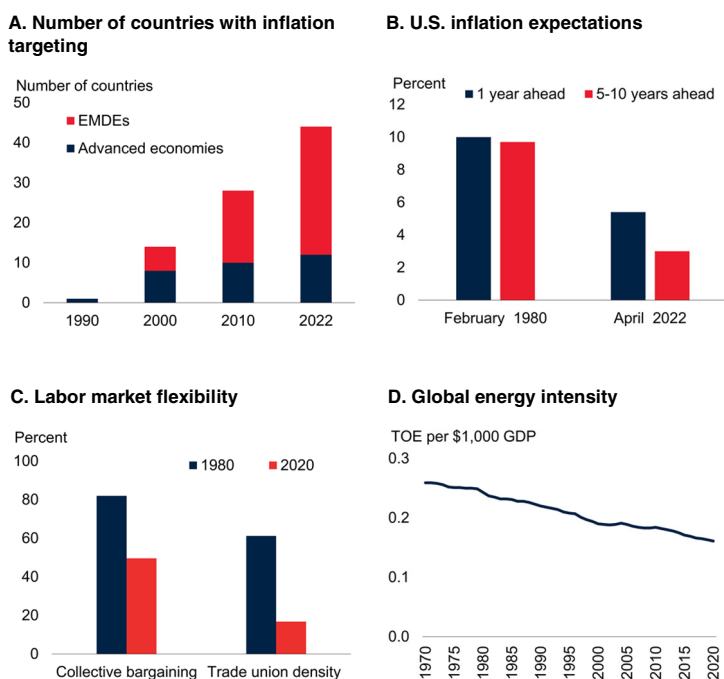 A. Number of countries with inflation
targeting
Number of countries
50
40
30
20
10
0
EMDEs
Advanced economies
1990 2000 2010 2022
B. U.S. inflation expectations
Percent
12
10
8
6
4
2
0
1 year ahead 5-10 years ahead
February 1980 April 2022
C. Labor market flexibility
Percent
100
80
60
40
20
0
1980 2020
Collective bargaining Trade union density
D. Global energy intensity
TOE per $1,000 GDP
0.3
0.2
0.1
0.0
1970 1975 1980 1985 1990 1995 2000 2005 2010 2015 2020